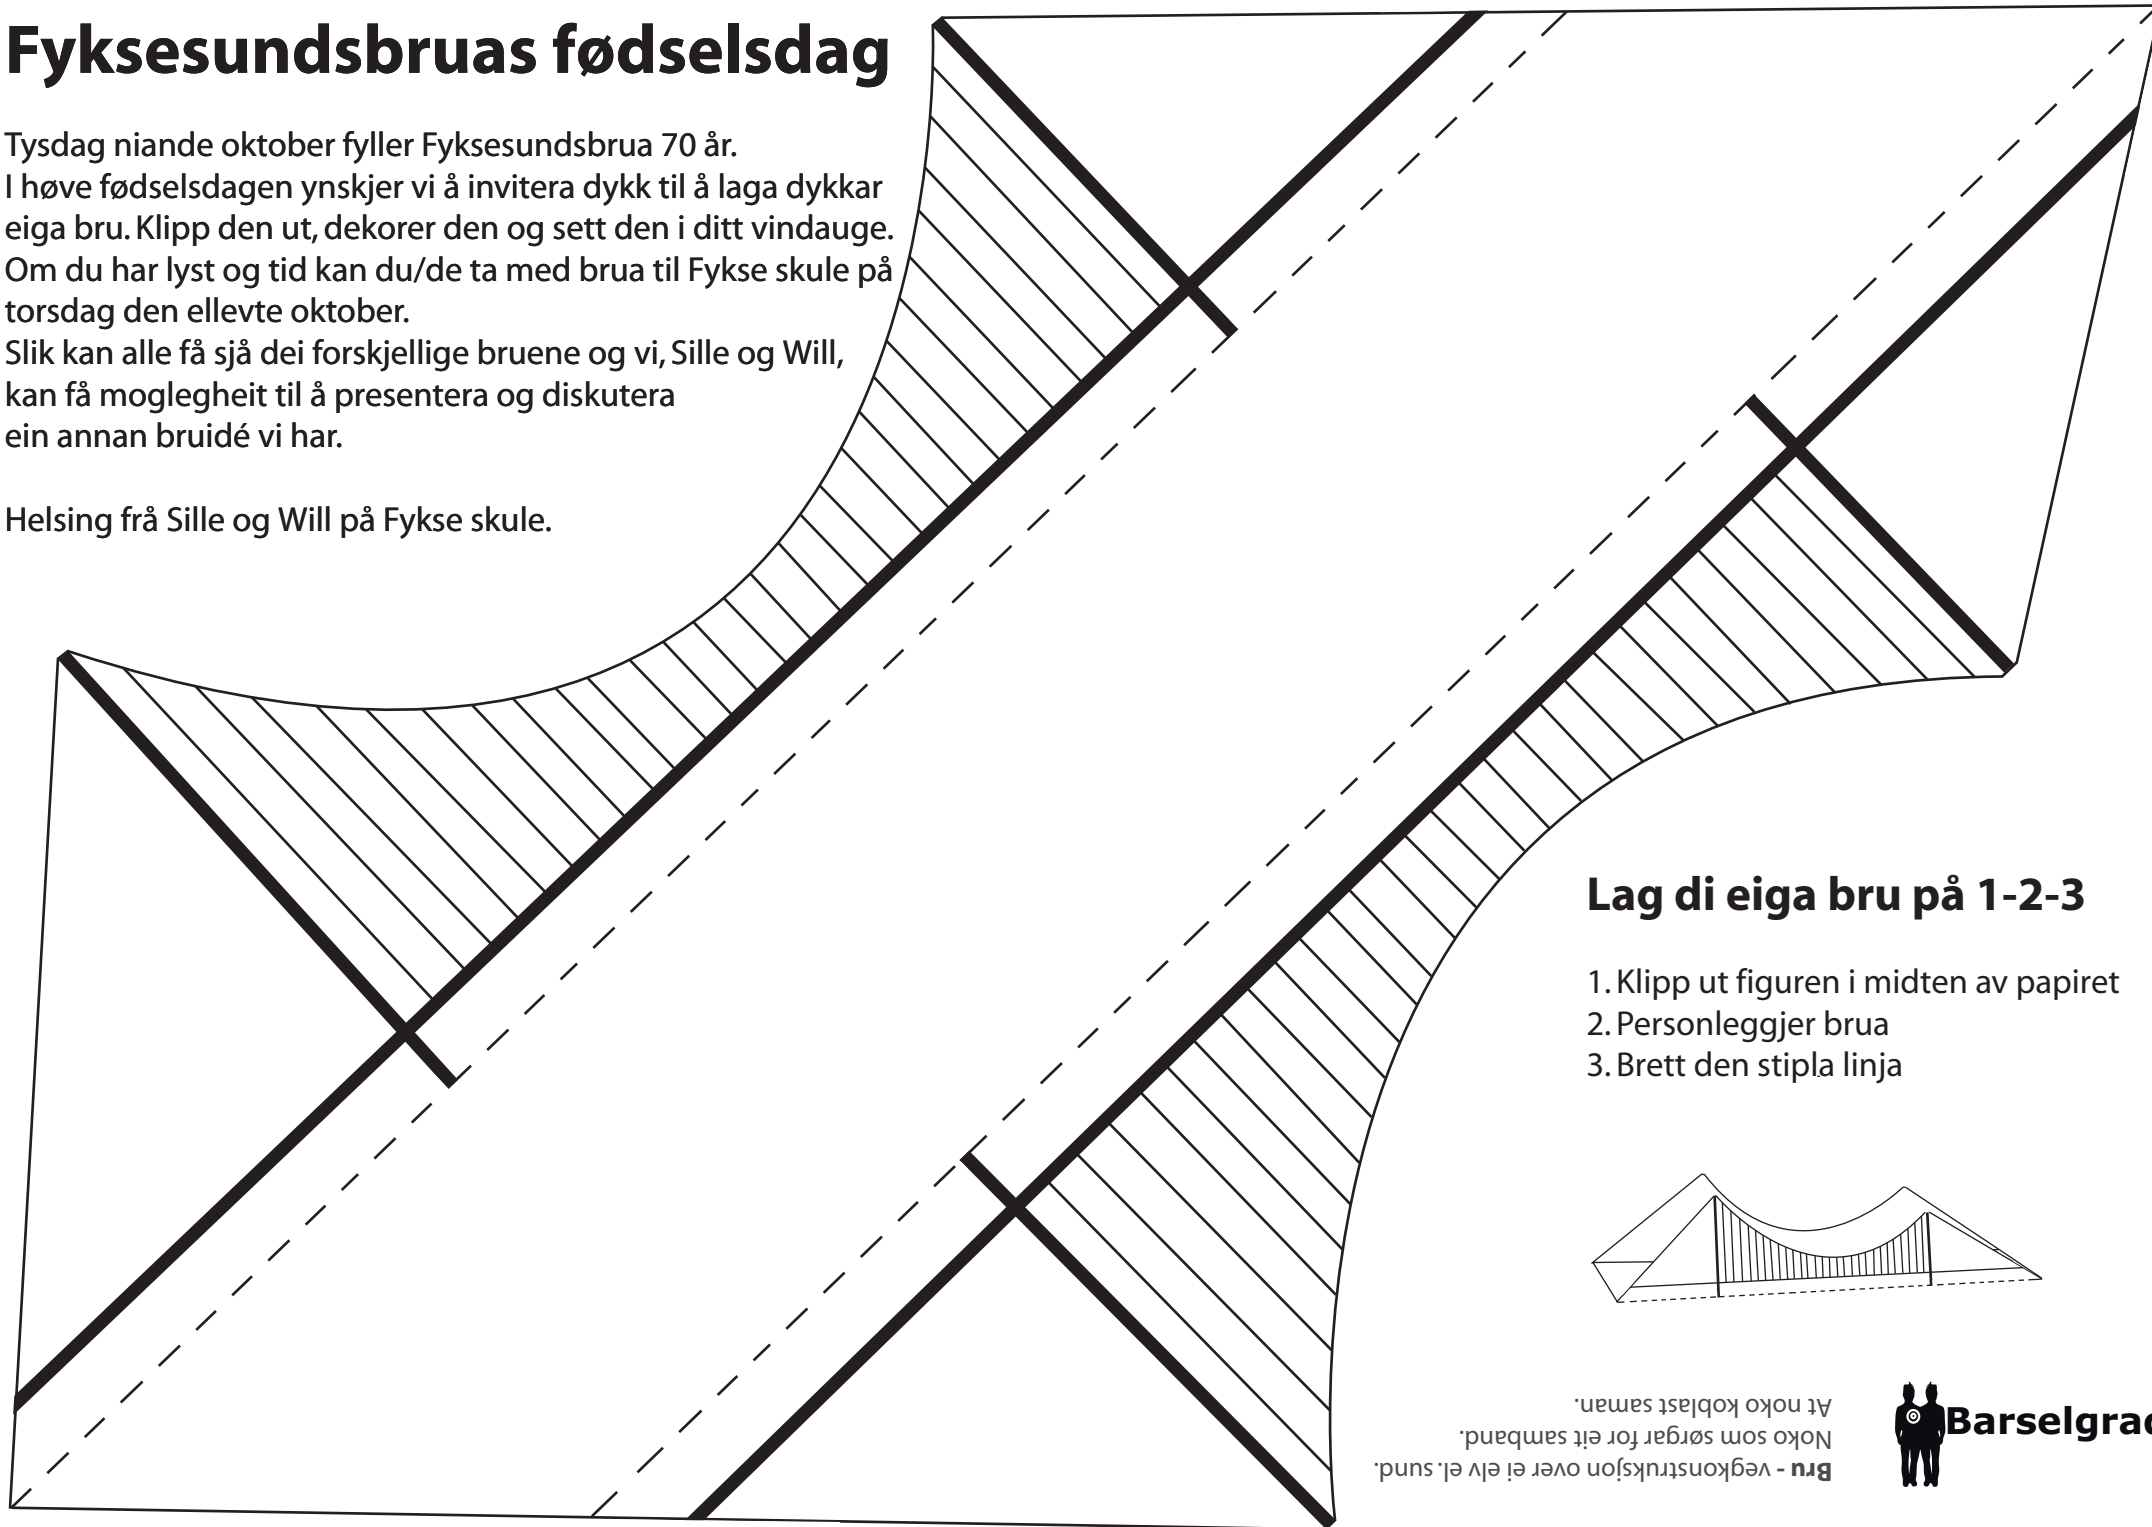 Fyksesundsbruas fødselsdag
Tysdag niande oktober fyller Fyksesundsbrua 70 år.
I høve fødselsdagen ynskjer vi å invitera dykk til å laga dykkar
eiga bru. Klipp den ut, dekorer den og sett den i ditt vindauge.
Om du har lyst og tid kan du/de ta med brua til Fykse skule på
torsdag den ellevte oktober.
Slik kan alle få sjå dei forskjellige bruene og vi, Sille og Will,
kan få moglegheit til å presentera og diskutera
ein annan bruidé vi har.
Helsing frå Sille og Will på Fykse skule.
Lag di eiga bru på 1-2-3
1. Klipp ut figuren i midten av papiret
2. Personleggjer brua
3. Brett den stipla linja
Bru - vegkonstruksjon over ei elv el. sund.
Noko som sørgar for eit samband.
At noko koblast saman.